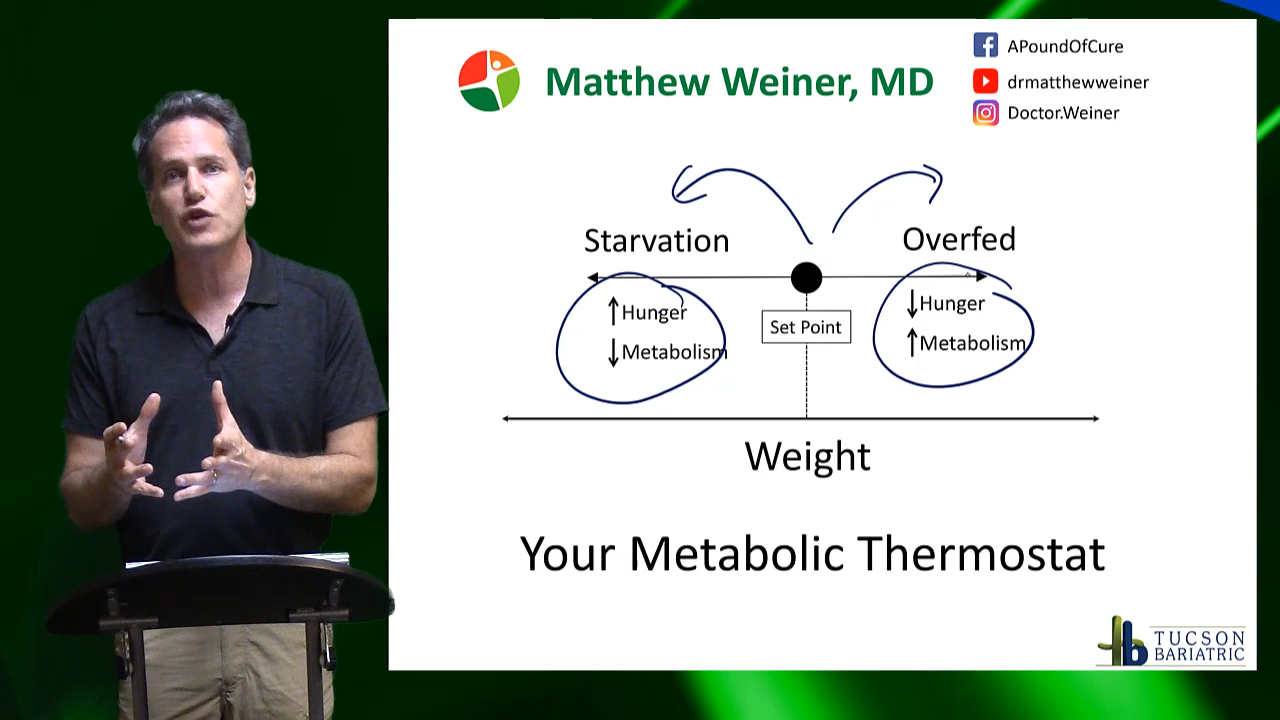 APoundOfCure
Matthew Weiner, MD
drmatthewweiner
Doctor.Weiner
Starvation
Overfed
↑Hunger
↓Metabolism
Set Point
↓Hunger
↑Metabolism
Weight
Your Metabolic Thermostat
TUCSON
BARIATRIC